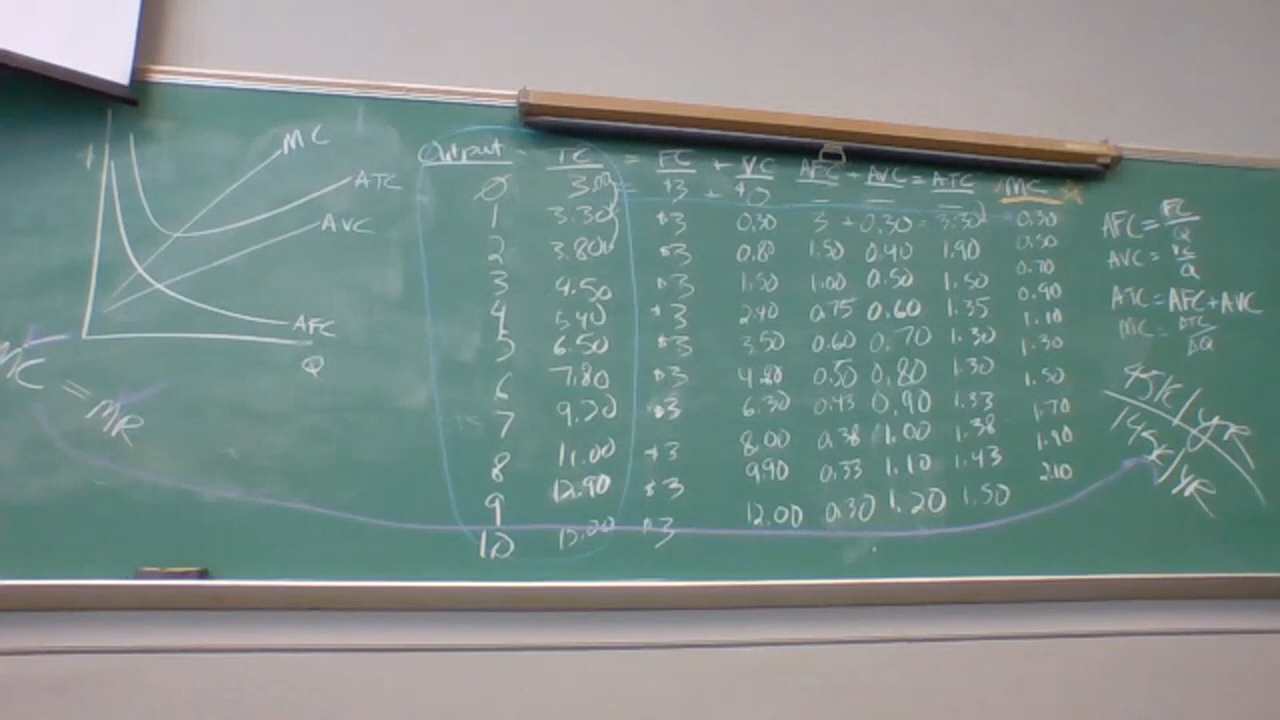 $
MC
ATC
AVC
AFC
Q
MC = MR
Output TC = FC + VC AFC + AVC = ATC MC
0 3.00 = $3 + $0 — — —
1 3.30 $3 0.30 3 + 0.30 3.30 0.30
2 3.80 $3 0.80 1.50 0.40 1.90 0.50
3 4.50 $3 1.50 1.00 0.50 1.50 0.70
4 5.40 $3 2.40 0.75 0.60 1.35 0.90
5 6.50 $3 3.50 0.60 0.70 1.30 1.10
6 7.80 $3 4.80 0.50 0.80 1.30 1.30
7 9.30 $3 6.30 0.43 0.90 1.33 1.50
8 11.00 $3 8.00 0.38 1.00 1.38 1.70
9 12.90 $3 9.90 0.33 1.10 1.43 1.90
10 15.00 $3 12.00 0.30 1.20 1.50 2.10
AFC = FC/Q
AVC = VC/Q
ATC = AFC + AVC
MC = ΔTC/ΔQ
45K/YR
145K/YR